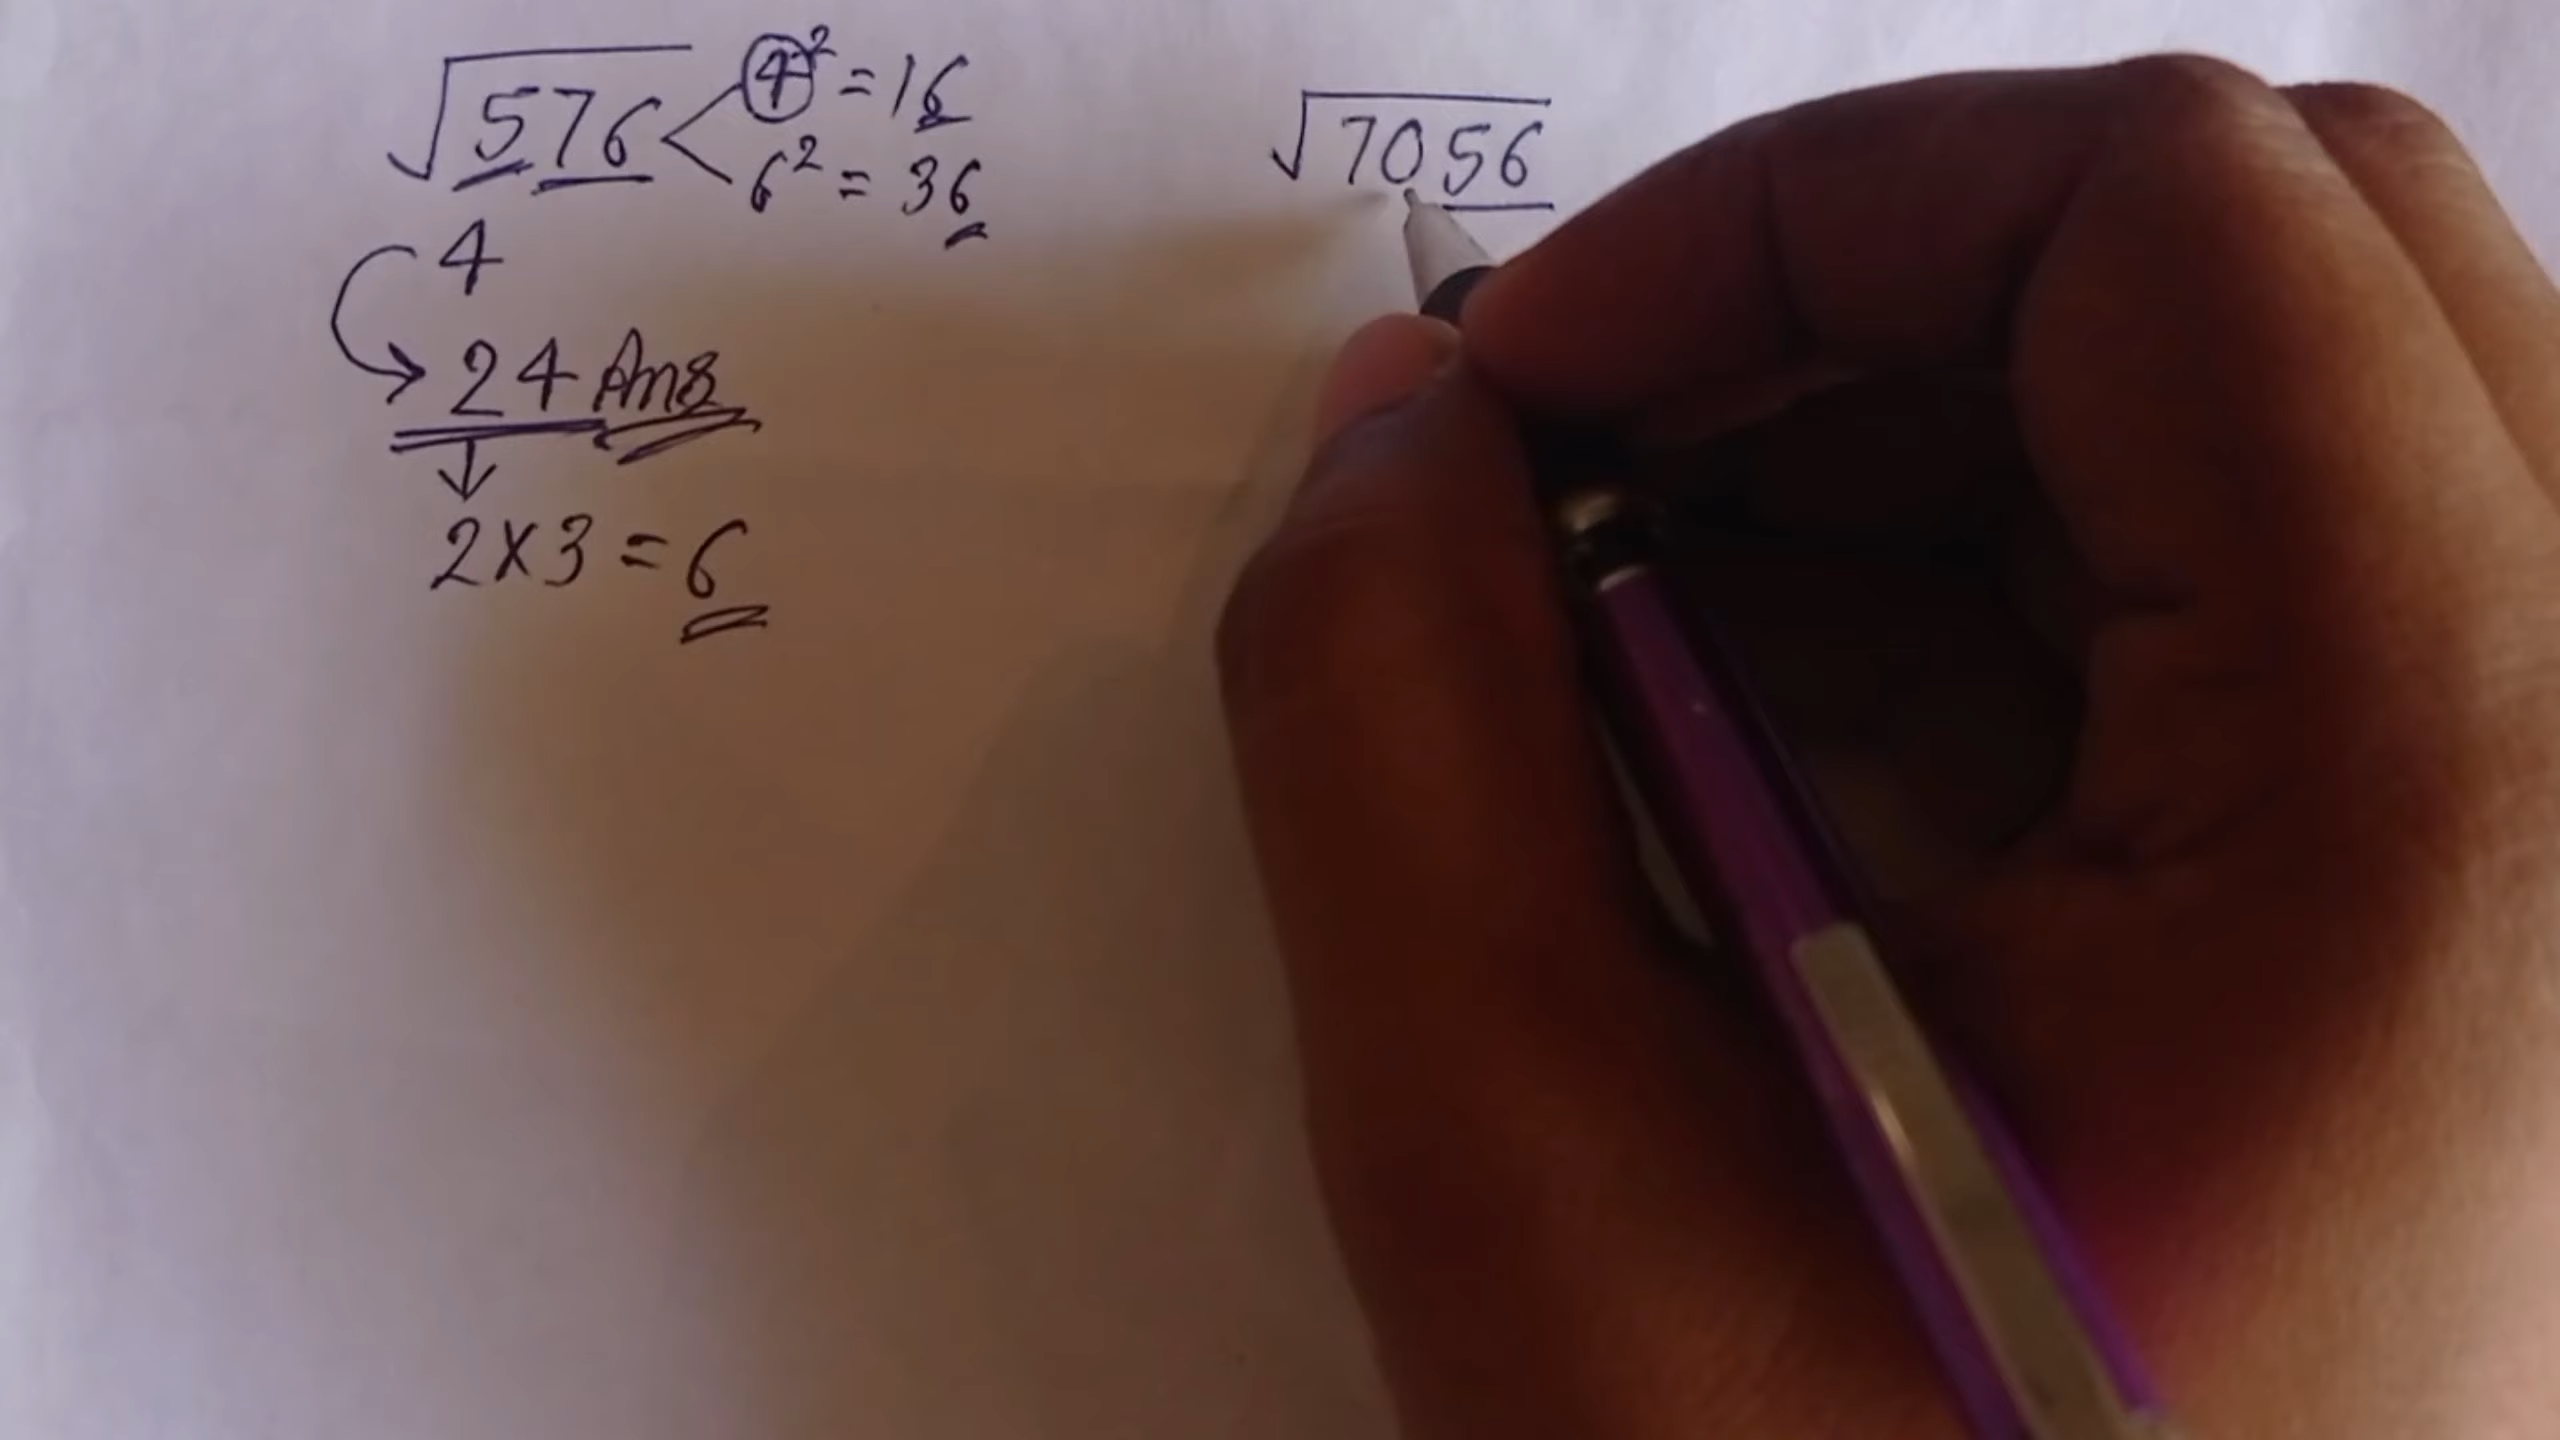 √576 < 4² = 16
6² = 36
4
24 Ans
2×3 = 6
√7056